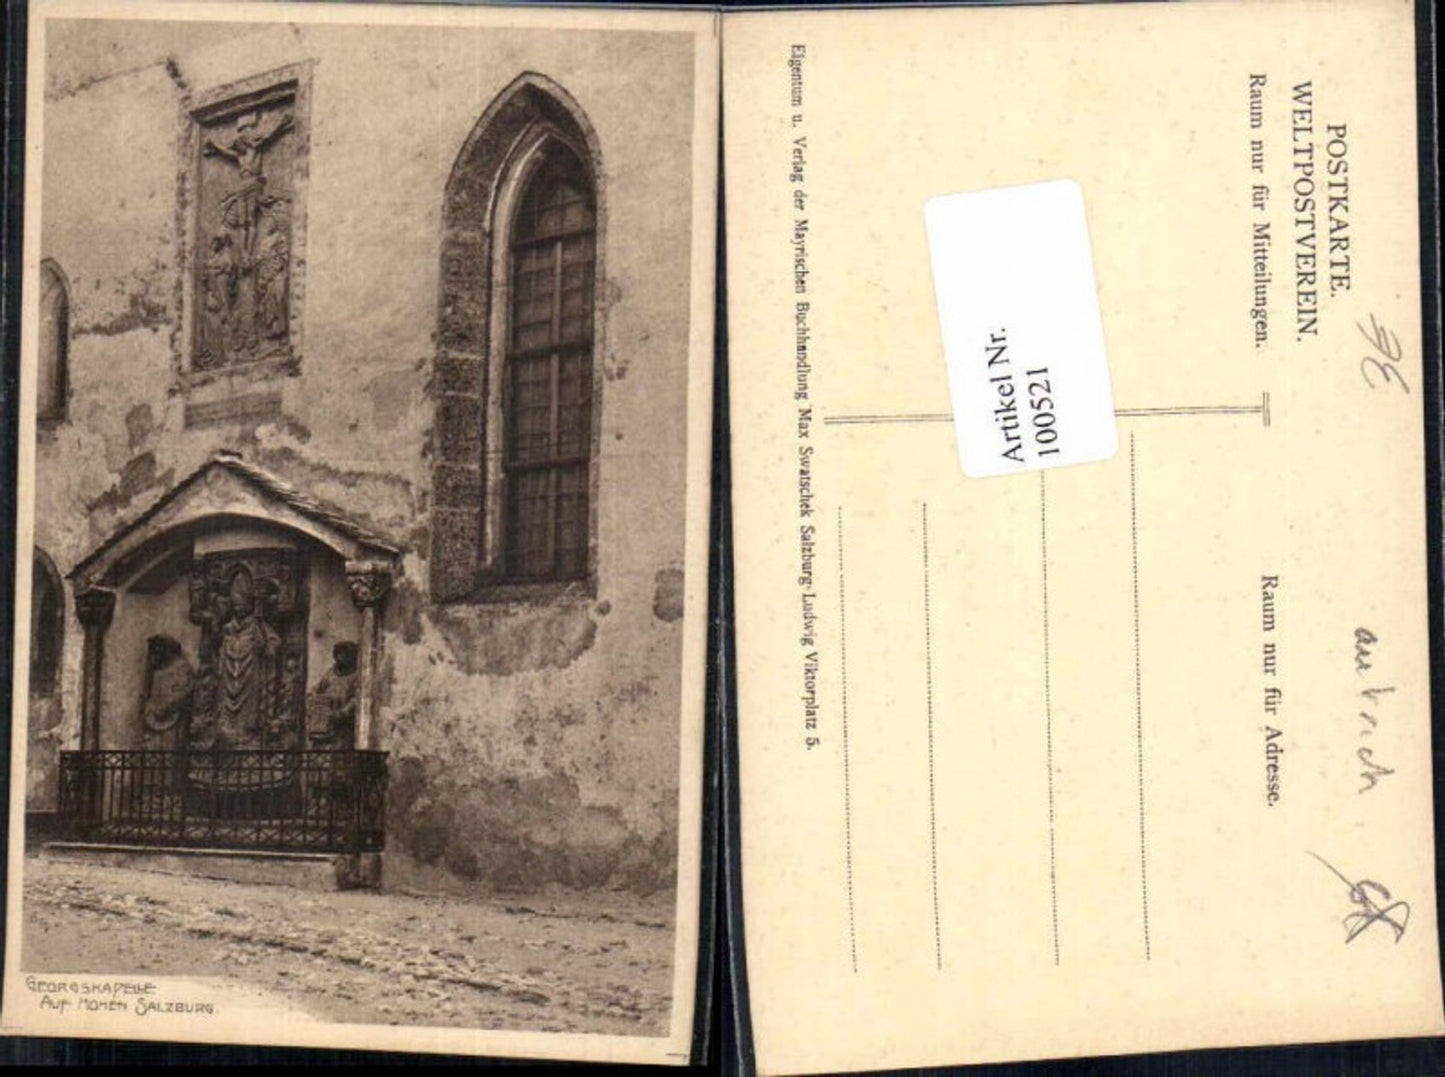 GEORGSKAPELLE
AUF HOHEN SALZBURG.
POSTKARTE.
WELTPOSTVEREIN.
Raum nur für Mitteilungen.
Raum nur für Adresse.
Artikel Nr.
100521
Eigentum u. Verlag der Mayrischen Buchhandlung Max Swatschek Salzburg Ludwig Viktorplatz 5.